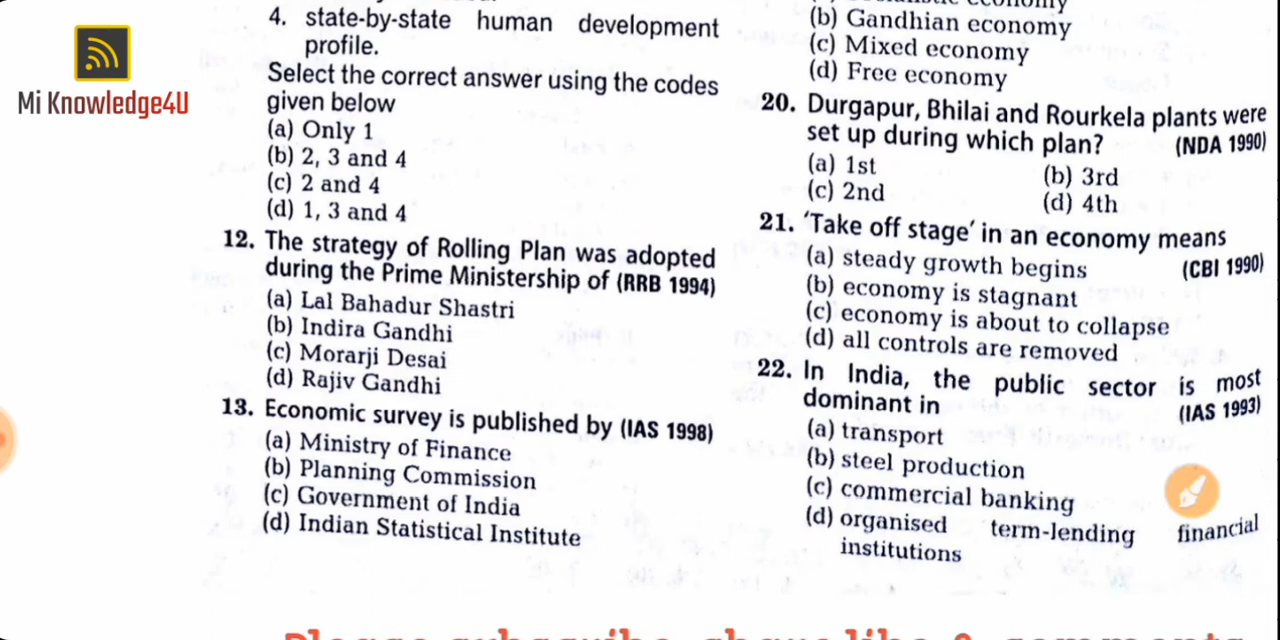 Mi Knowledge4U
4. state-by-state human development
profile.
Select the correct answer using the codes
given below
(a) Only 1
(b) 2, 3 and 4
(c) 2 and 4
(d) 1, 3 and 4
12. The strategy of Rolling Plan was adopted
during the Prime Ministership of (RRB 1994)
(a) Lal Bahadur Shastri
(b) Indira Gandhi
(c) Morarji Desai
(d) Rajiv Gandhi
13. Economic survey is published by (IAS 1998)
(a) Ministry of Finance
(b) Planning Commission
(c) Government of India
(d) Indian Statistical Institute
economy
(b) Gandhian economy
(c) Mixed economy
(d) Free economy
20. Durgapur, Bhilai and Rourkela plants were
set up during which plan? (NDA 1990)
(a) 1st (b) 3rd
(c) 2nd (d) 4th
21. ‘Take off stage’ in an economy means
(a) steady growth begins (CBI 1990)
(b) economy is stagnant
(c) economy is about to collapse
(d) all controls are removed
22. In India, the public sector is most
dominant in (IAS 1993)
(a) transport
(b) steel production
(c) commercial banking
(d) organised term-lending financial
institutions